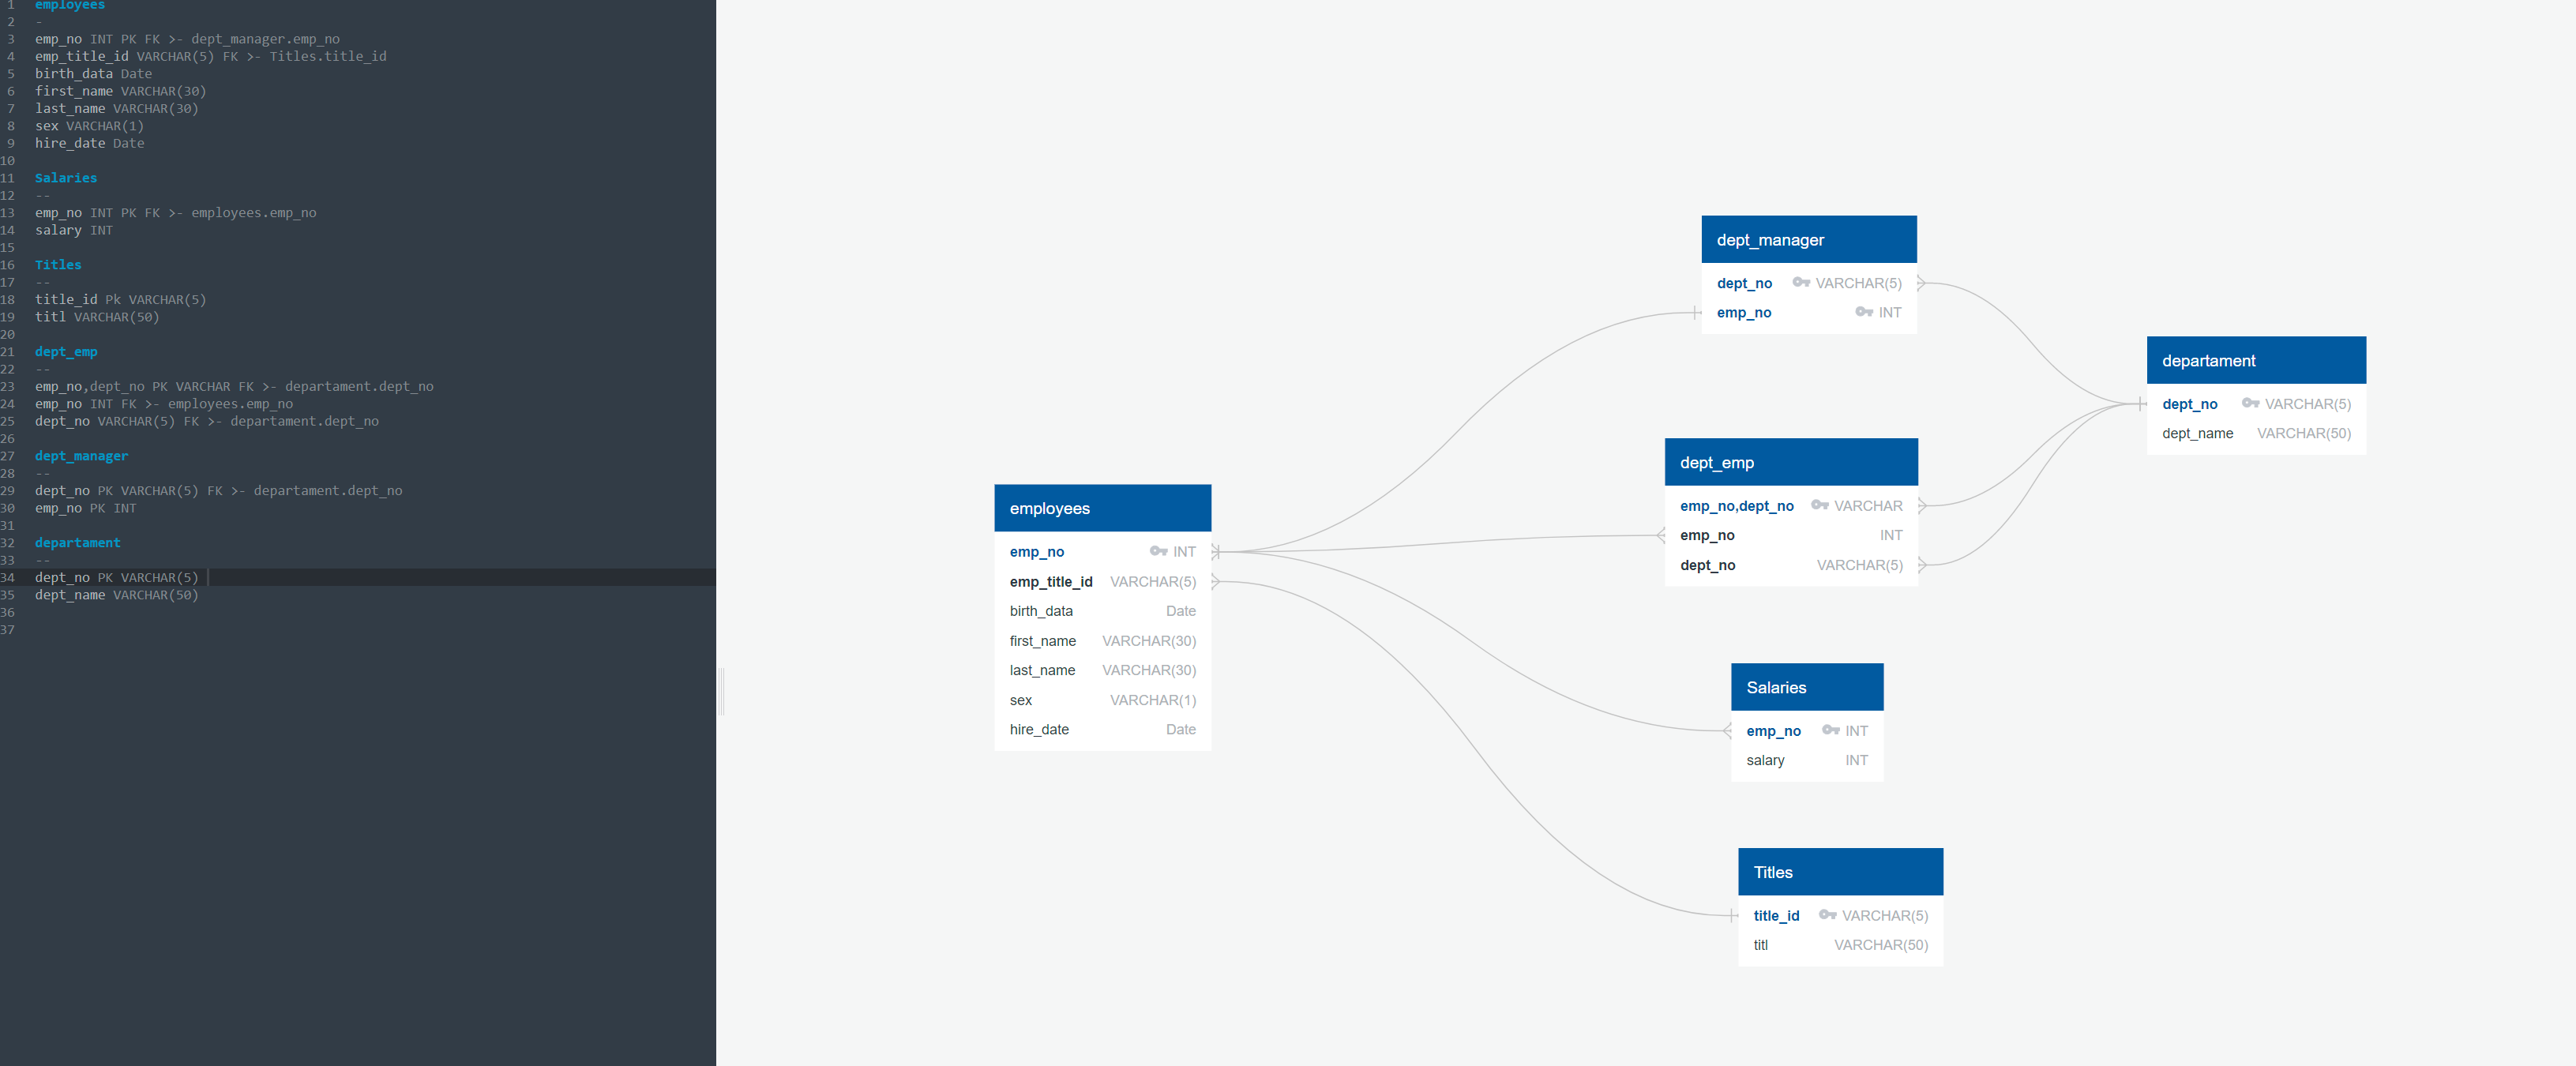 1 employees
2 -
3 emp_no INT PK FK >- dept_manager.emp_no
4 emp_title_id VARCHAR(5) FK >- Titles.title_id
5 birth_data Date
6 first_name VARCHAR(30)
7 last_name VARCHAR(30)
8 sex VARCHAR(1)
9 hire_date Date
10
11 Salaries
12 --
13 emp_no INT PK FK >- employees.emp_no
14 salary INT
15
16 Titles
17 --
18 title_id Pk VARCHAR(5)
19 titl VARCHAR(50)
20
21 dept_emp
22 --
23 emp_no,dept_no PK VARCHAR FK >- departament.dept_no
24 emp_no INT FK >- employees.emp_no
25 dept_no VARCHAR(5) FK >- departament.dept_no
26
27 dept_manager
28 --
29 dept_no PK VARCHAR(5) FK >- departament.dept_no
30 emp_no PK INT
31
32 departament
33 --
34 dept_no PK VARCHAR(5)
35 dept_name VARCHAR(50)
36
37
employees
emp_no INT
emp_title_id VARCHAR(5)
birth_data Date
first_name VARCHAR(30)
last_name VARCHAR(30)
sex VARCHAR(1)
hire_date Date
dept_manager
dept_no VARCHAR(5)
emp_no INT
dept_emp
emp_no,dept_no VARCHAR
emp_no INT
dept_no VARCHAR(5)
Salaries
emp_no INT
salary INT
Titles
title_id VARCHAR(5)
titl VARCHAR(50)
departament
dept_no VARCHAR(5)
dept_name VARCHAR(50)